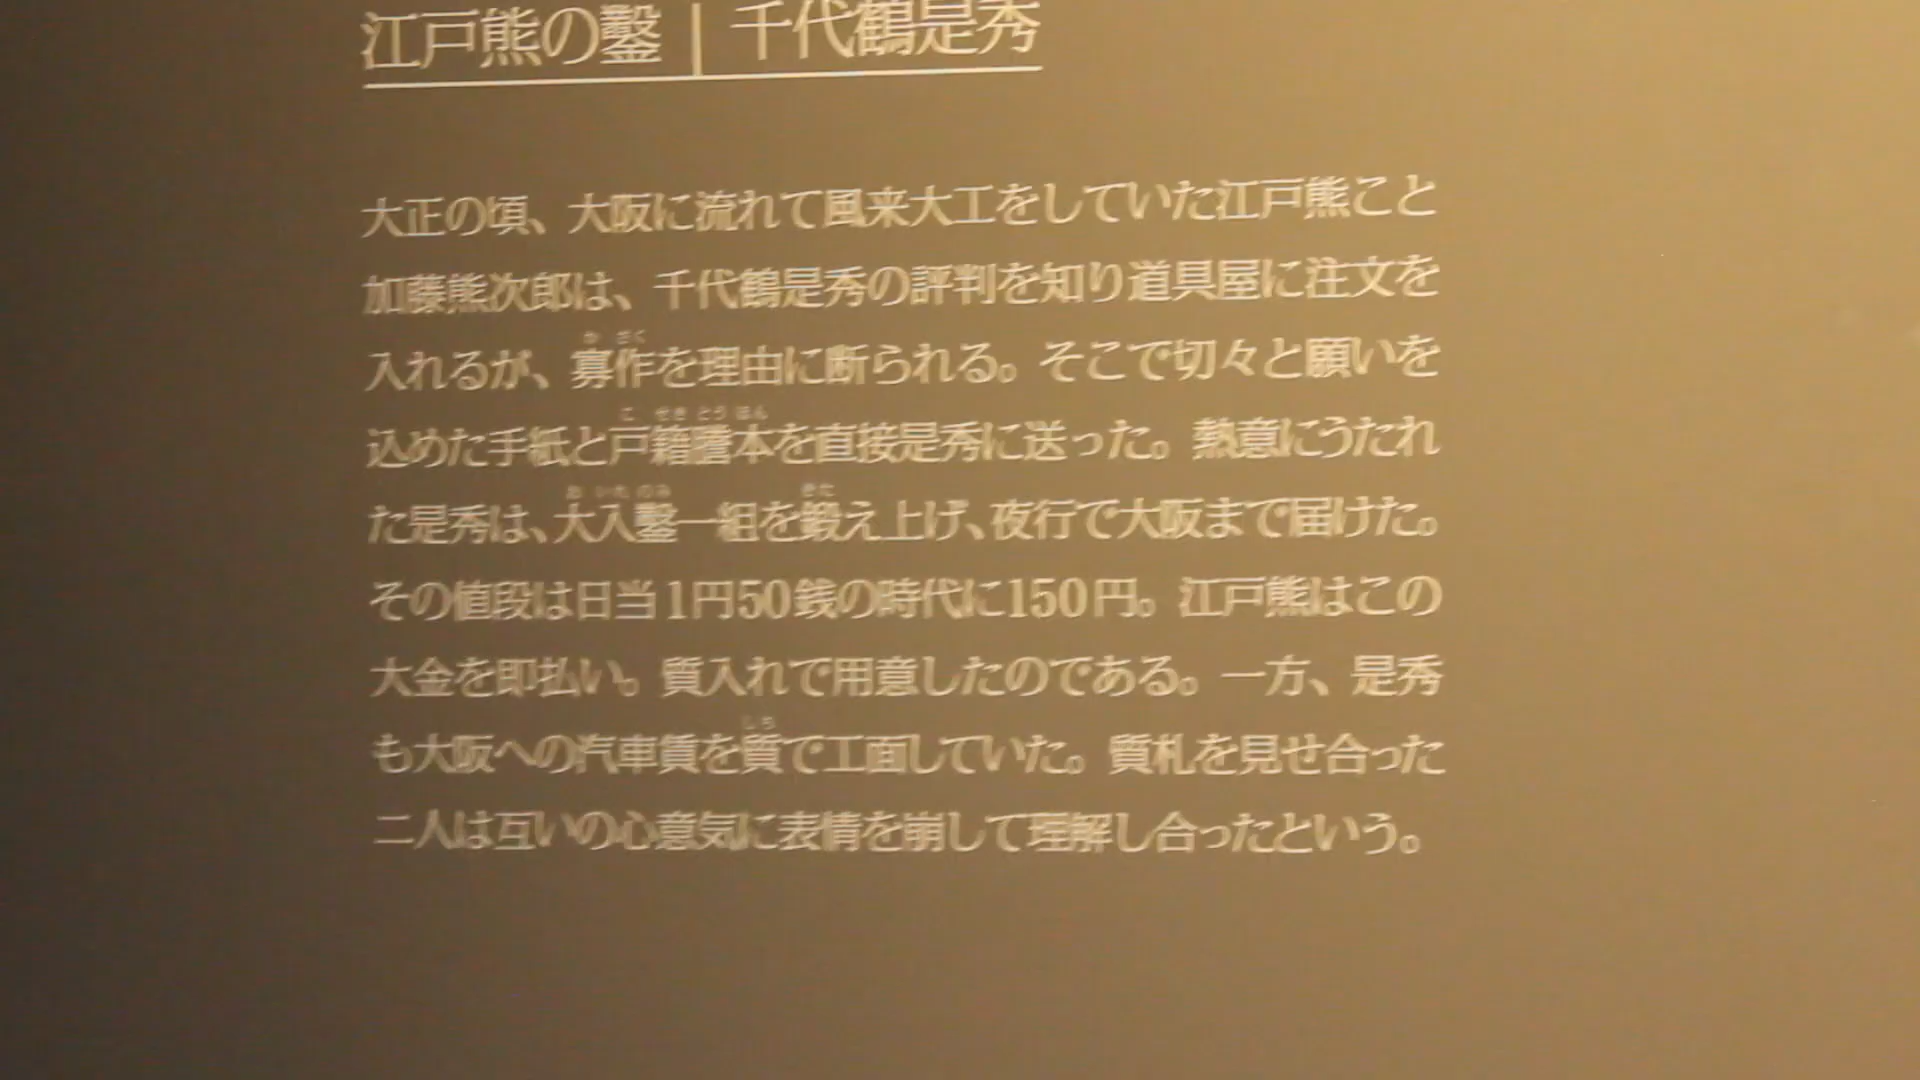 江戸熊の鑿｜千代鶴是秀
大正の頃、大阪に流れて風来大工をしていた江戸熊こと
加藤熊次郎は、千代鶴是秀の評判を知り道具屋に注文を
入れるが、寡作を理由に断られる。そこで切々と願いを
込めた手紙と戸籍謄本を直接是秀に送った。熱意にうたれ
た是秀は、大入鑿一組を鍛え上げ、夜行で大阪まで届けた。
その値段は日当1円50銭の時代に150円。江戸熊はこの
大金を即払い。質入れで用意したのである。一方、是秀
も大阪への汽車賃を質で工面していた。質札を見せ合った
二人は互いの心意気に表情を崩して理解し合ったという。